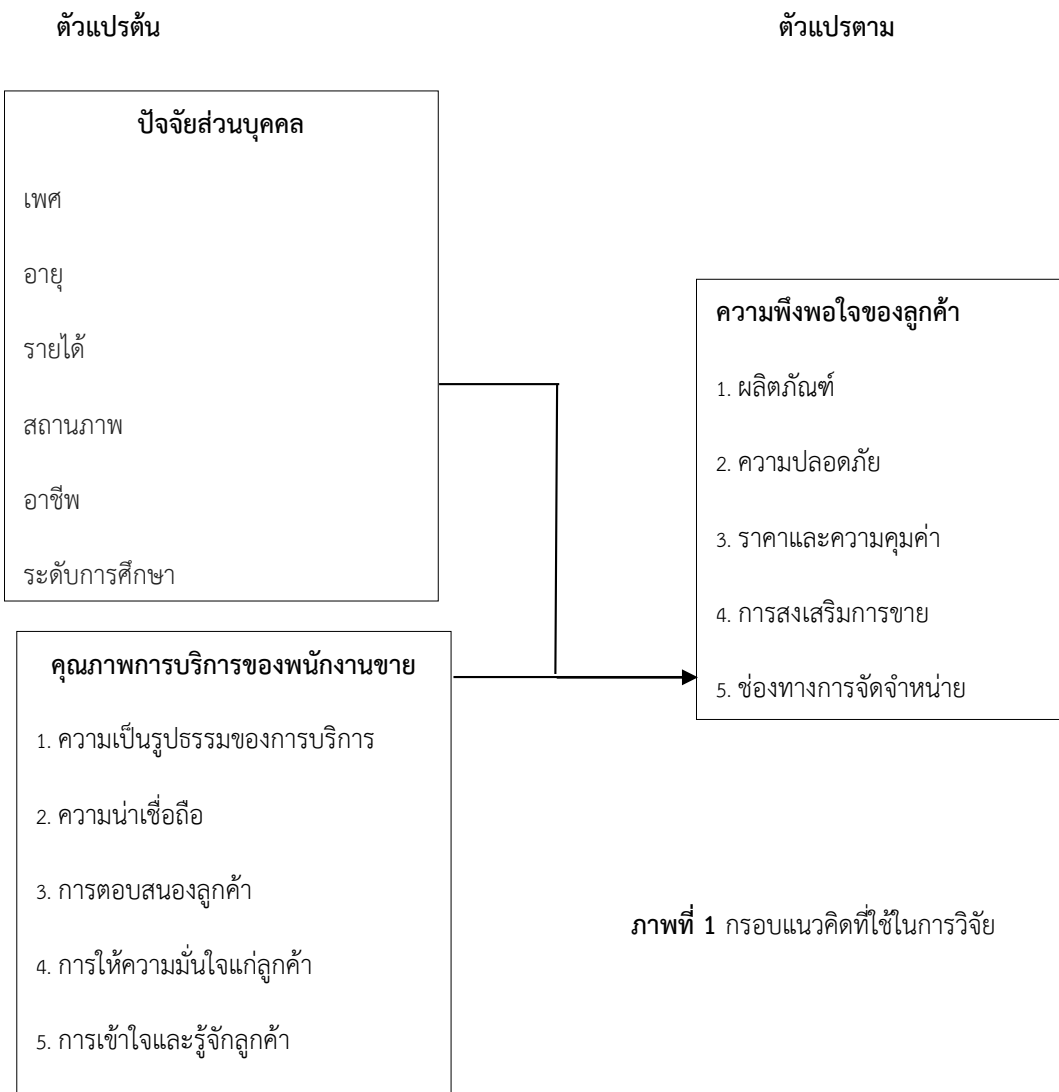 ตัวแปรต้น
ตัวแปรตาม
ปัจจัยส่วนบุคคล
เพศ
อายุ
รายได้
สถานภาพ
อาชีพ
ระดับการศึกษา
คุณภาพการบริการของพนักงานขาย
1. ความเป็นรูปธรรมของการบริการ
2. ความน่าเชื่อถือ
3. การตอบสนองลูกค้า
4. การให้ความมั่นใจแก่ลูกค้า
5. การเข้าใจและรู้จักลูกค้า
ความพึงพอใจของลูกค้า
1. ผลิตภัณฑ์
2. ความปลอดภัย
3. ราคาและความคุมค่า
4. การสงเสริมการขาย
5. ช่องทางการจัดจำหน่าย
ภาพที่ 1 กรอบแนวคิดที่ใช้ในการวิจัย